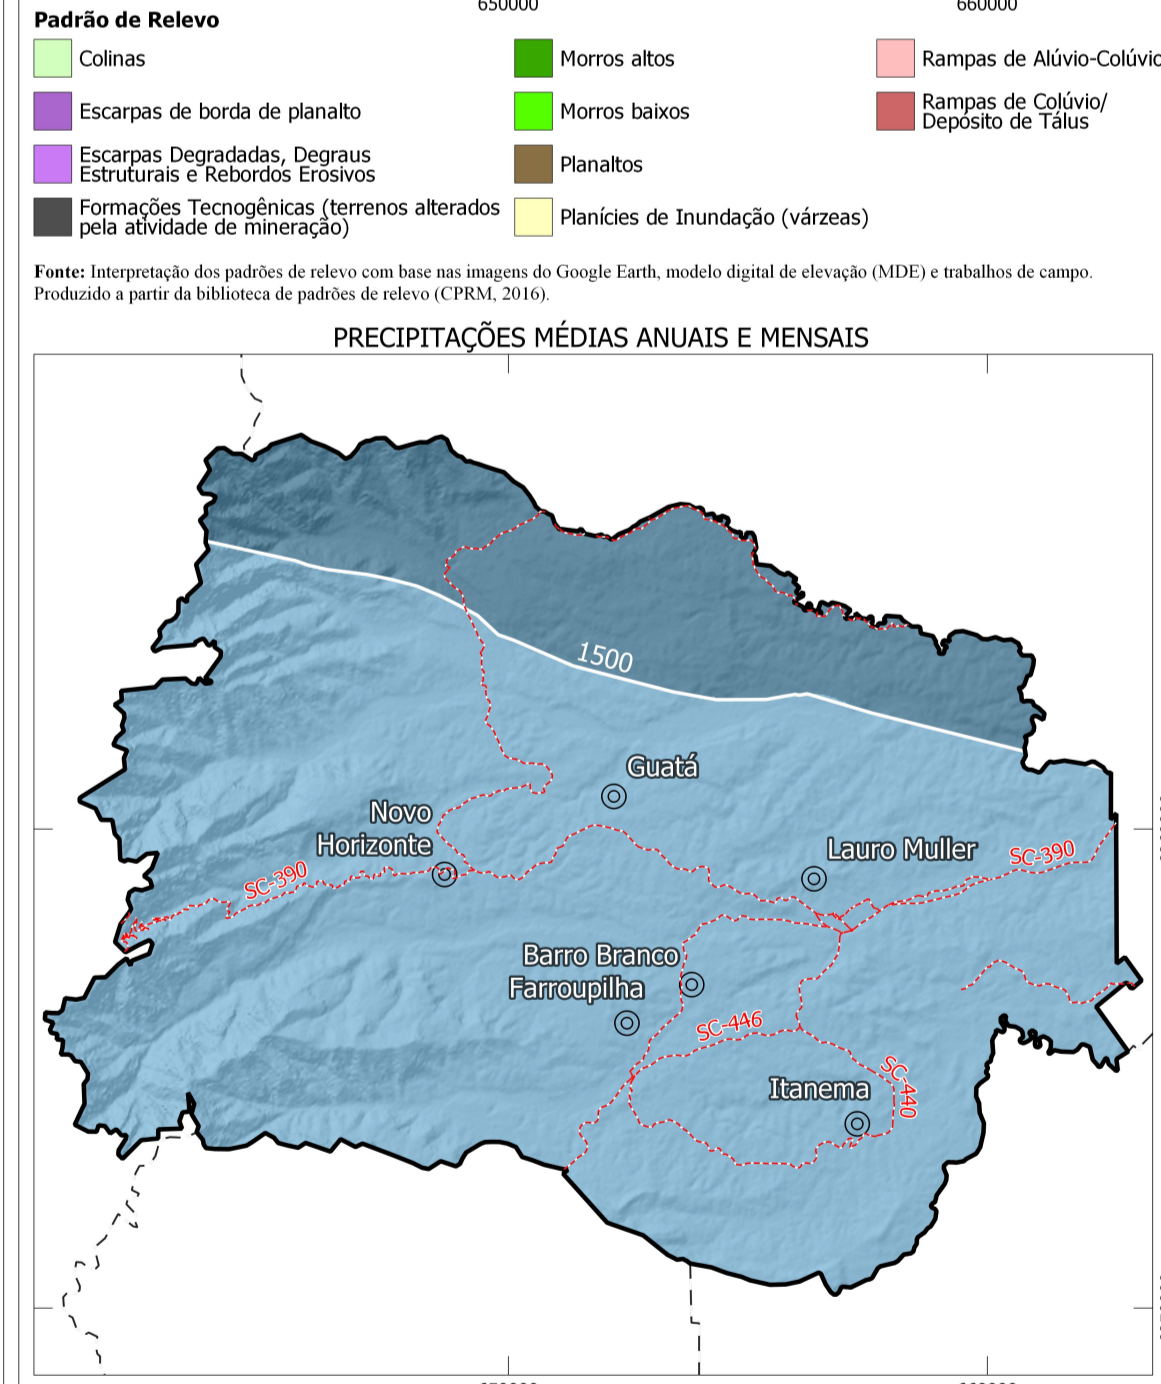 650000
660000
Padrão de Relevo
Colinas
Escarpas de borda de planalto
Escarpas Degradadas, Degraus
Estruturais e Rebordos Erosivos
Formações Tecnogênicas (terrenos alterados
pela atividade de mineração)
Morros altos
Morros baixos
Planaltos
Planícies de Inundação (várzeas)
Rampas de Alúvio-Colúvio
Rampas de Colúvio/
Depósito de Tálus
Fonte: Interpretação dos padrões de relevo com base nas imagens do Google Earth, modelo digital de elevação (MDE) e trabalhos de campo.
Produzido a partir da biblioteca de padrões de relevo (CPRM, 2016).
PRECIPITAÇÕES MÉDIAS ANUAIS E MENSAIS
1500
Guatá
Novo
Horizonte
Lauro Muller
SC-390
SC-390
Barro Branco
Farroupilha
SC-446
SC-440
Itanema